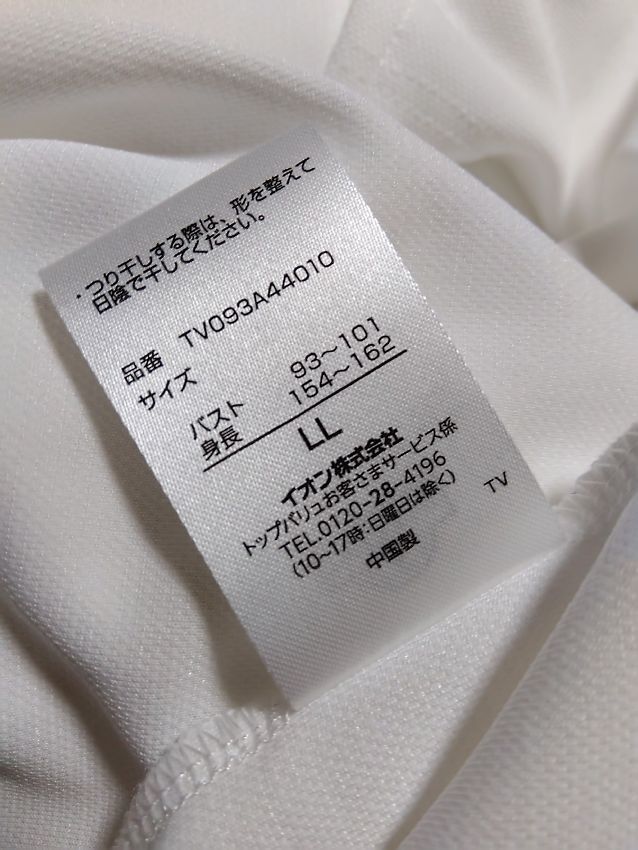 ・つり干しする際は、形を整えて
日陰で干してください。
品番 TV093A44010
サイズ
バスト 93～101
身長 154～162
LL
イオン株式会社
トップバリュお客さまサービス係
TEL.0120-28-4196
(10～17時：日曜日は除く)
中国製
TV